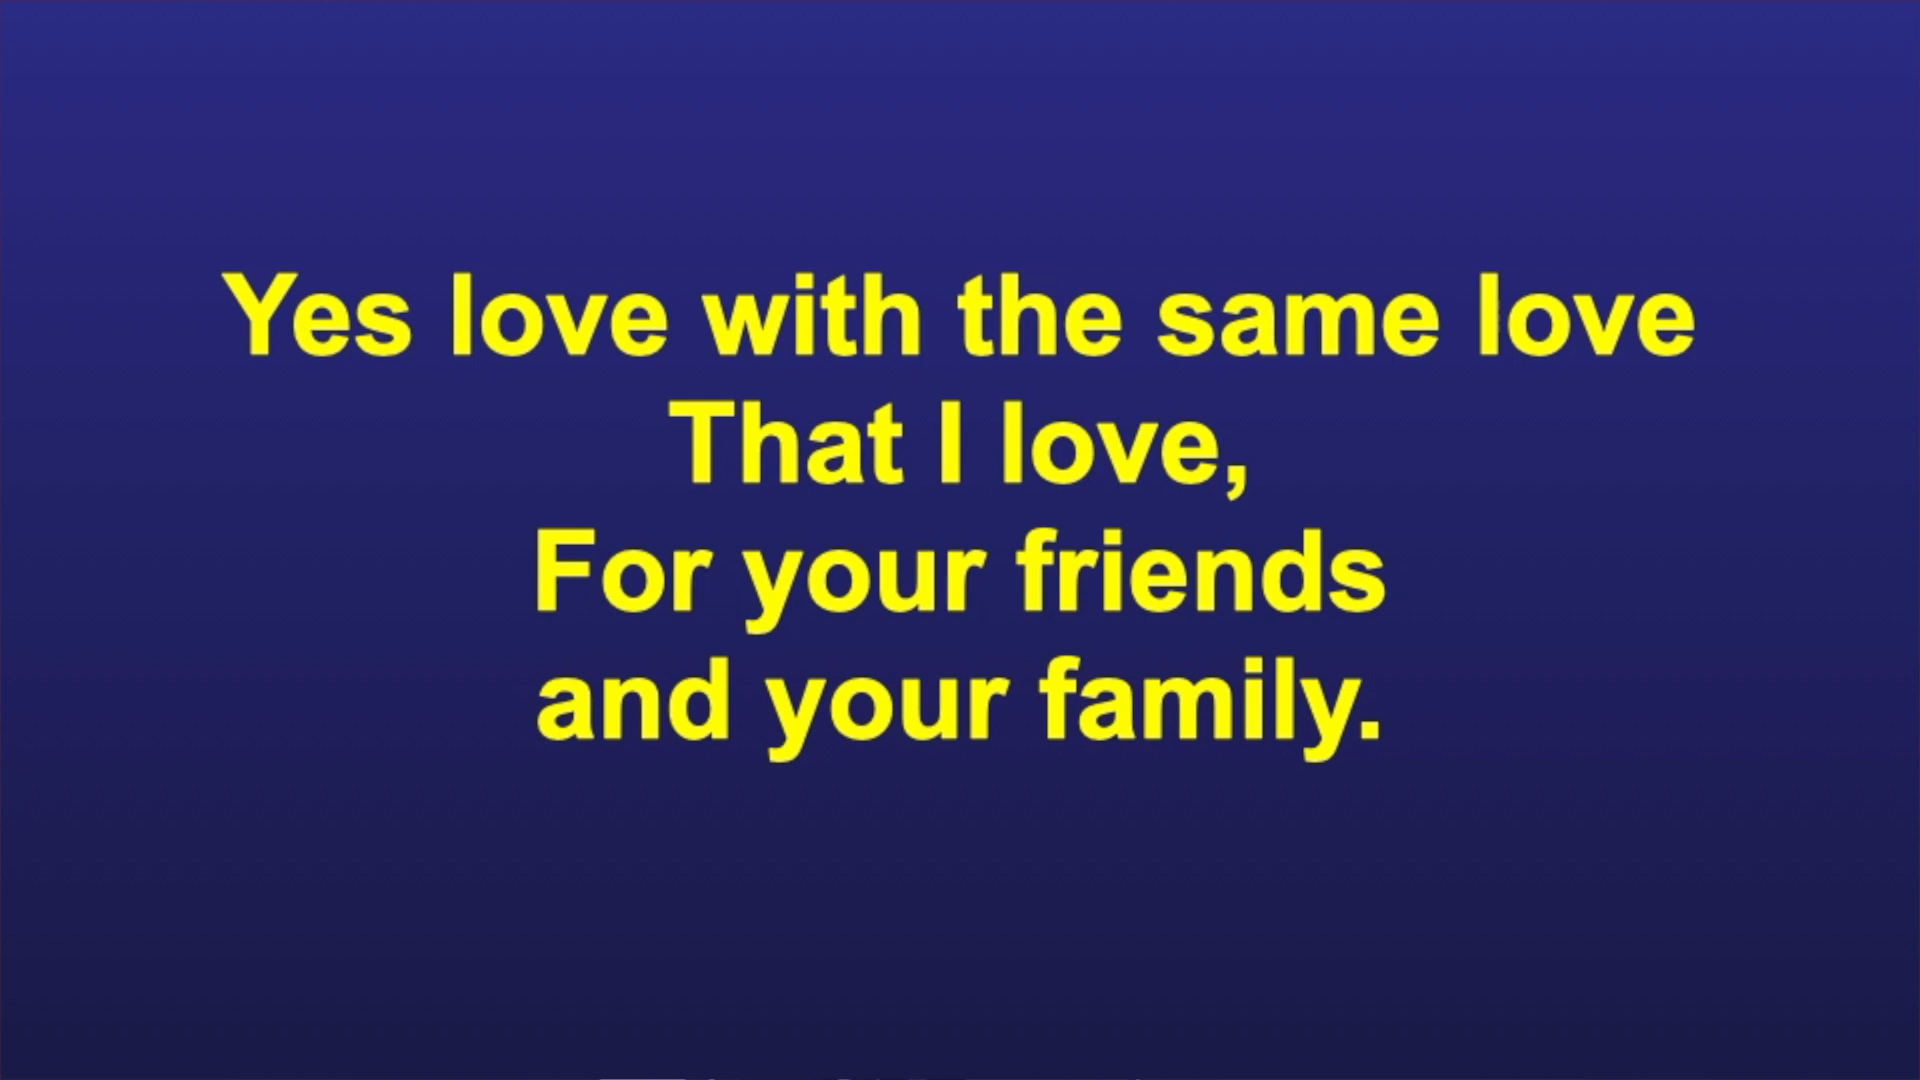 Yes love with the same love
That I love,
For your friends
and your family.